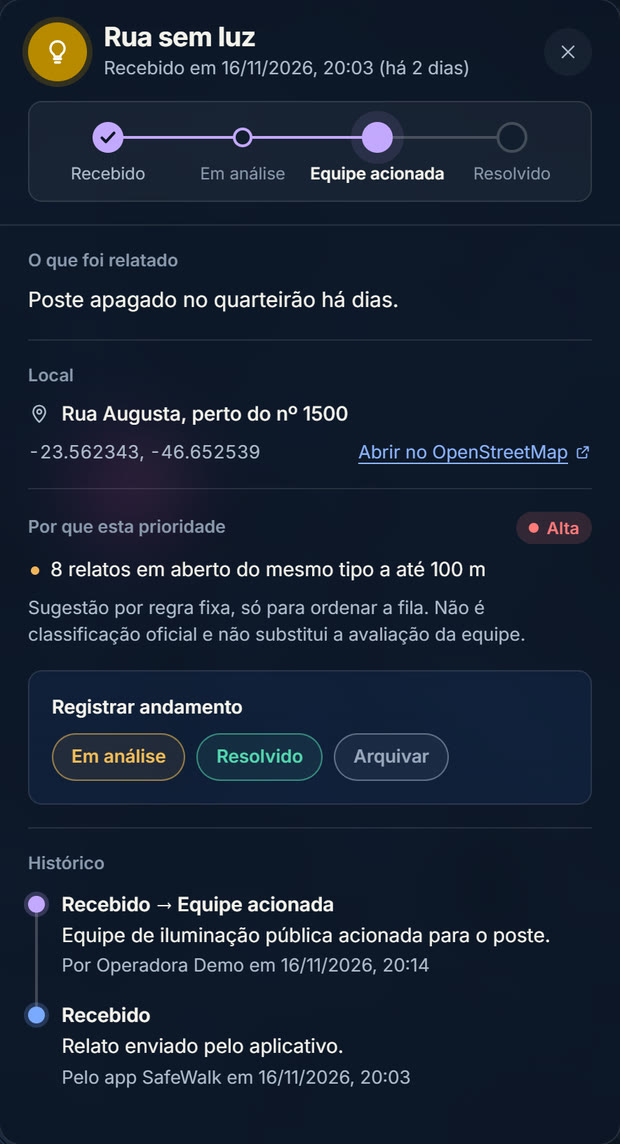 Rua sem luz
Recebido em 16/11/2026, 20:03 (há 2 dias)
Recebido
Em análise
Equipe acionada
Resolvido
O que foi relatado
Poste apagado no quarteirão há dias.
Local
Rua Augusta, perto do nº 1500
-23.562343, -46.652539
Abrir no OpenStreetMap
Por que esta prioridade
Alta
8 relatos em aberto do mesmo tipo a até 100 m
Sugestão por regra fixa, só para ordenar a fila. Não é
classificação oficial e não substitui a avaliação da equipe.
Registrar andamento
Em análise
Resolvido
Arquivar
Histórico
Recebido → Equipe acionada
Equipe de iluminação pública acionada para o poste.
Por Operadora Demo em 16/11/2026, 20:14
Recebido
Relato enviado pelo aplicativo.
Pelo app SafeWalk em 16/11/2026, 20:03